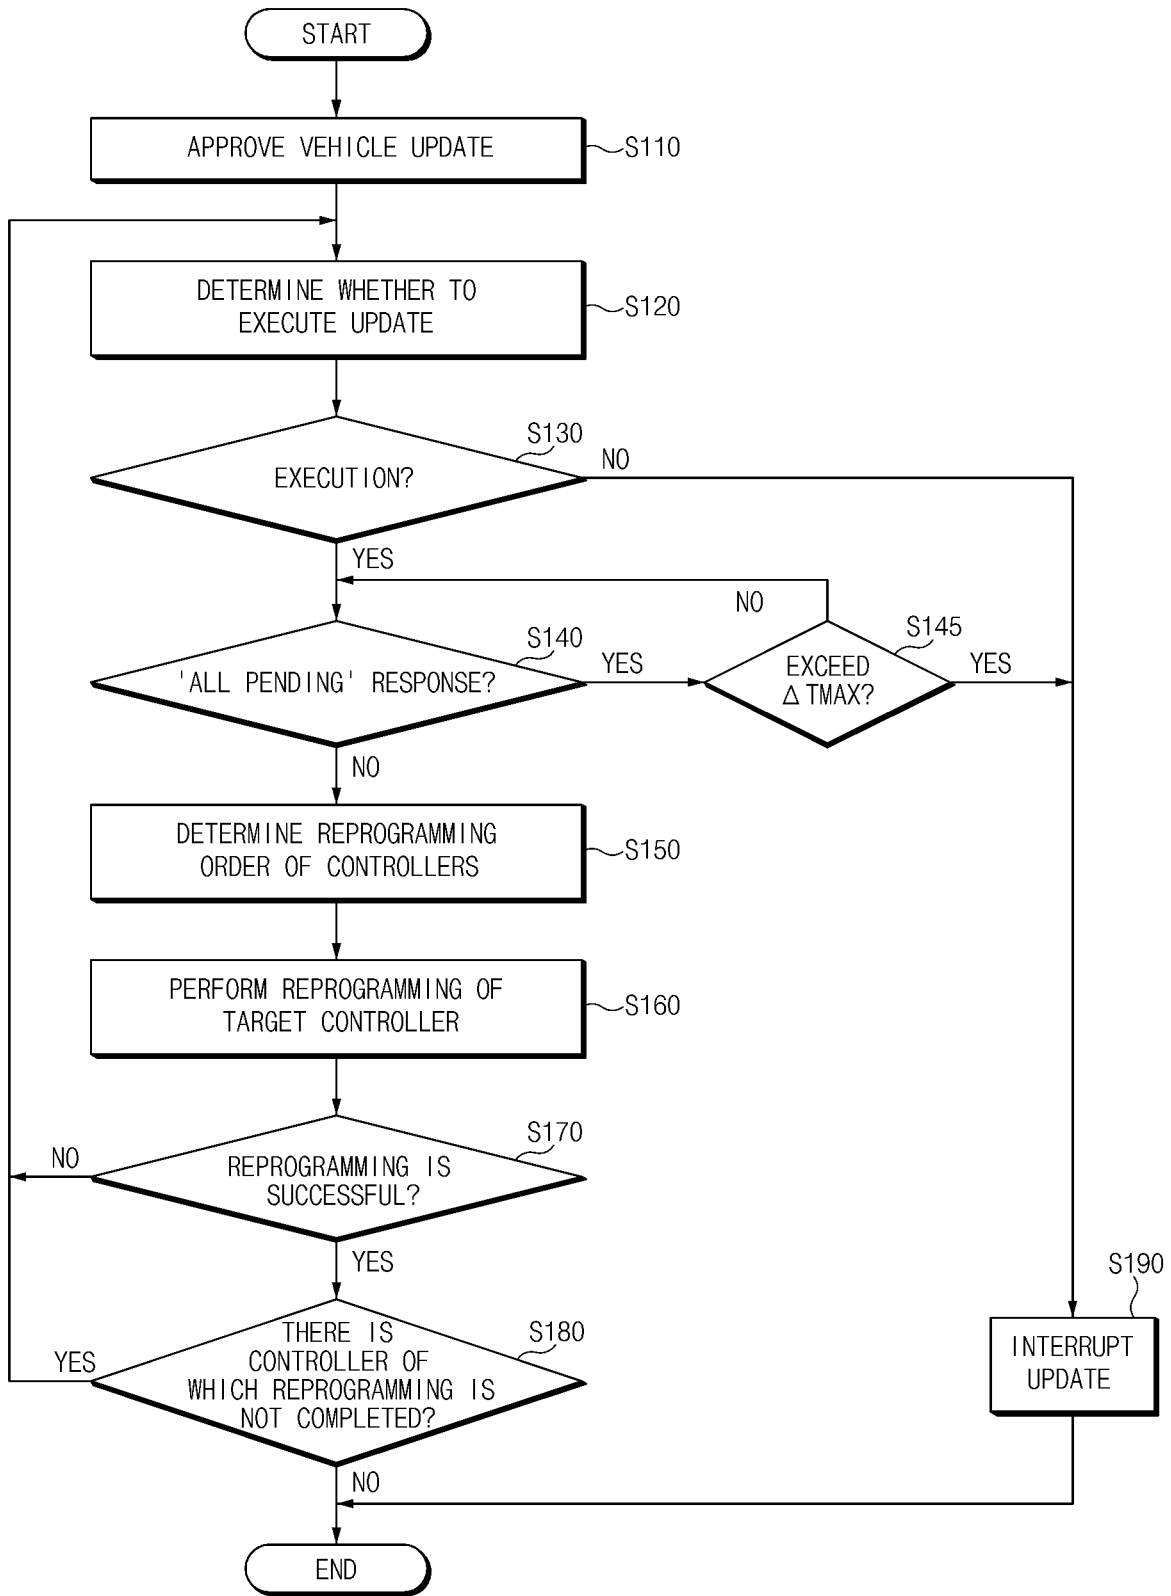 START
APPROVE VEHICLE UPDATE
S110
DETERMINE WHETHER TO
EXECUTE UPDATE
S120
S130
EXECUTION?
NO
YES
NO
S140
'ALL PENDING' RESPONSE?
YES
S145
EXCEED
Δ TMAX?
YES
NO
DETERMINE REPROGRAMMING
ORDER OF CONTROLLERS
S150
PERFORM REPROGRAMMING OF
TARGET CONTROLLER
S160
S170
NO
REPROGRAMMING IS
SUCCESSFUL?
YES
S180
YES
THERE IS
CONTROLLER OF
WHICH REPROGRAMMING IS
NOT COMPLETED?
S190
INTERRUPT
UPDATE
NO
END